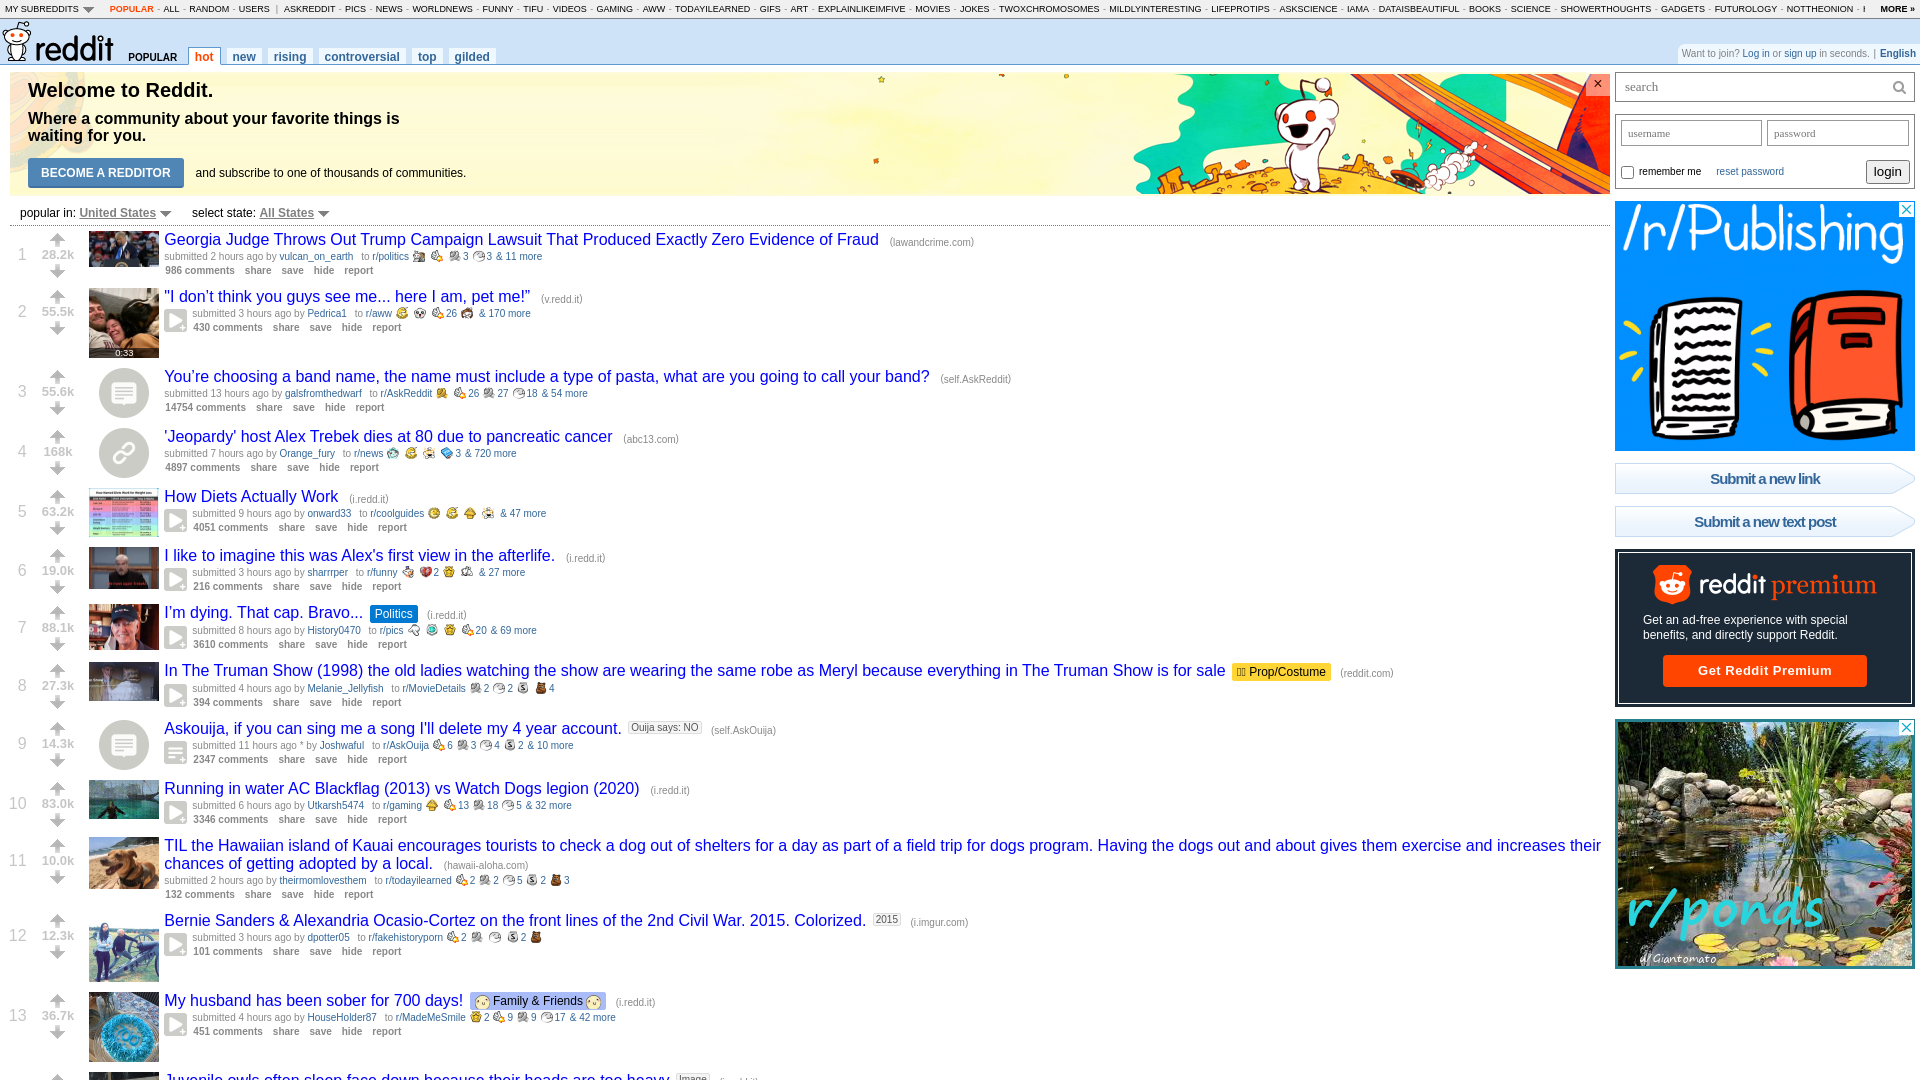 MY SUBREDDITS POPULAR - ALL - RANDOM - USERS | ASKREDDIT - PICS - NEWS - WORLDNEWS - FUNNY - TIFU - VIDEOS - GAMING - AWW - TODAYILEARNED - GIFS - ART - EXPLAINLIKEIMFIVE - MOVIES - JOKES - TWOXCHROMOSOMES - MILDLYINTERESTING - LIFEPROTIPS - ASKSCIENCE - IAMA - DATAISBEAUTIFUL - BOOKS - SCIENCE - SHOWERTHOUGHTS - GADGETS - FUTUROLOGY - NOTTHEONION - MORE »
reddit POPULAR hot new rising controversial top gilded
Want to join? Log in or sign up in seconds. | English
Welcome to Reddit.
Where a community about your favorite things is
waiting for you.
BECOME A REDDITOR and subscribe to one of thousands of communities.
popular in: United States select state: All States
1 28.2k
Georgia Judge Throws Out Trump Campaign Lawsuit That Produced Exactly Zero Evidence of Fraud (lawandcrime.com)
submitted 2 hours ago by vulcan_on_earth to r/politics 3 3 & 11 more
986 comments share save hide report
2 55.5k
0:33
"I don’t think you guys see me... here I am, pet me!” (v.redd.it)
submitted 3 hours ago by Pedrica1 to r/aww 26 & 170 more
430 comments share save hide report
3 55.6k
You’re choosing a band name, the name must include a type of pasta, what are you going to call your band? (self.AskReddit)
submitted 13 hours ago by galsfromthedwarf to r/AskReddit 26 27 18 & 54 more
14754 comments share save hide report
4 168k
'Jeopardy' host Alex Trebek dies at 80 due to pancreatic cancer (abc13.com)
submitted 7 hours ago by Orange_fury to r/news 3 & 720 more
4897 comments share save hide report
5 63.2k
How Diets Actually Work (i.redd.it)
submitted 9 hours ago by onward33 to r/coolguides & 47 more
4051 comments share save hide report
6 19.0k
I like to imagine this was Alex's first view in the afterlife. (i.redd.it)
submitted 3 hours ago by sharrrper to r/funny 2 & 27 more
216 comments share save hide report
7 88.1k
I’m dying. That cap. Bravo... Politics (i.redd.it)
submitted 8 hours ago by History0470 to r/pics 20 & 69 more
3610 comments share save hide report
8 27.3k
In The Truman Show (1998) the old ladies watching the show are wearing the same robe as Meryl because everything in The Truman Show is for sale Prop/Costume (reddit.com)
submitted 4 hours ago by Melanie_Jellyfish to r/MovieDetails 2 2 4
394 comments share save hide report
9 14.3k
Askouija, if you can sing me a song I'll delete my 4 year account. Ouija says: NO (self.AskOuija)
submitted 11 hours ago * by Joshwaful to r/AskOuija 6 3 4 2 & 10 more
2347 comments share save hide report
10 83.0k
Running in water AC Blackflag (2013) vs Watch Dogs legion (2020) (i.redd.it)
submitted 6 hours ago by Utkarsh5474 to r/gaming 13 18 5 & 32 more
3346 comments share save hide report
11 10.0k
TIL the Hawaiian island of Kauai encourages tourists to check a dog out of shelters for a day as part of a field trip for dogs program. Having the dogs out and about gives them exercise and increases their
chances of getting adopted by a local. (hawaii-aloha.com)
submitted 2 hours ago by theirmomlovesthem to r/todayilearned 2 2 5 2 3
132 comments share save hide report
12 12.3k
Bernie Sanders & Alexandria Ocasio-Cortez on the front lines of the 2nd Civil War. 2015. Colorized. 2015 (i.imgur.com)
submitted 3 hours ago by dpotter05 to r/fakehistoryporn 2 2
101 comments share save hide report
13 36.7k
My husband has been sober for 700 days! Family & Friends (i.redd.it)
submitted 4 hours ago by HouseHolder87 to r/MadeMeSmile 2 9 9 17 & 42 more
451 comments share save hide report
Juvenile owls often sleep face down because their heads are too heavy Image
search
username password
remember me reset password login
/r/Publishing
Submit a new link
Submit a new text post
reddit premium
Get an ad-free experience with special
benefits, and directly support Reddit.
Get Reddit Premium
r/ponds
u/Giantomato